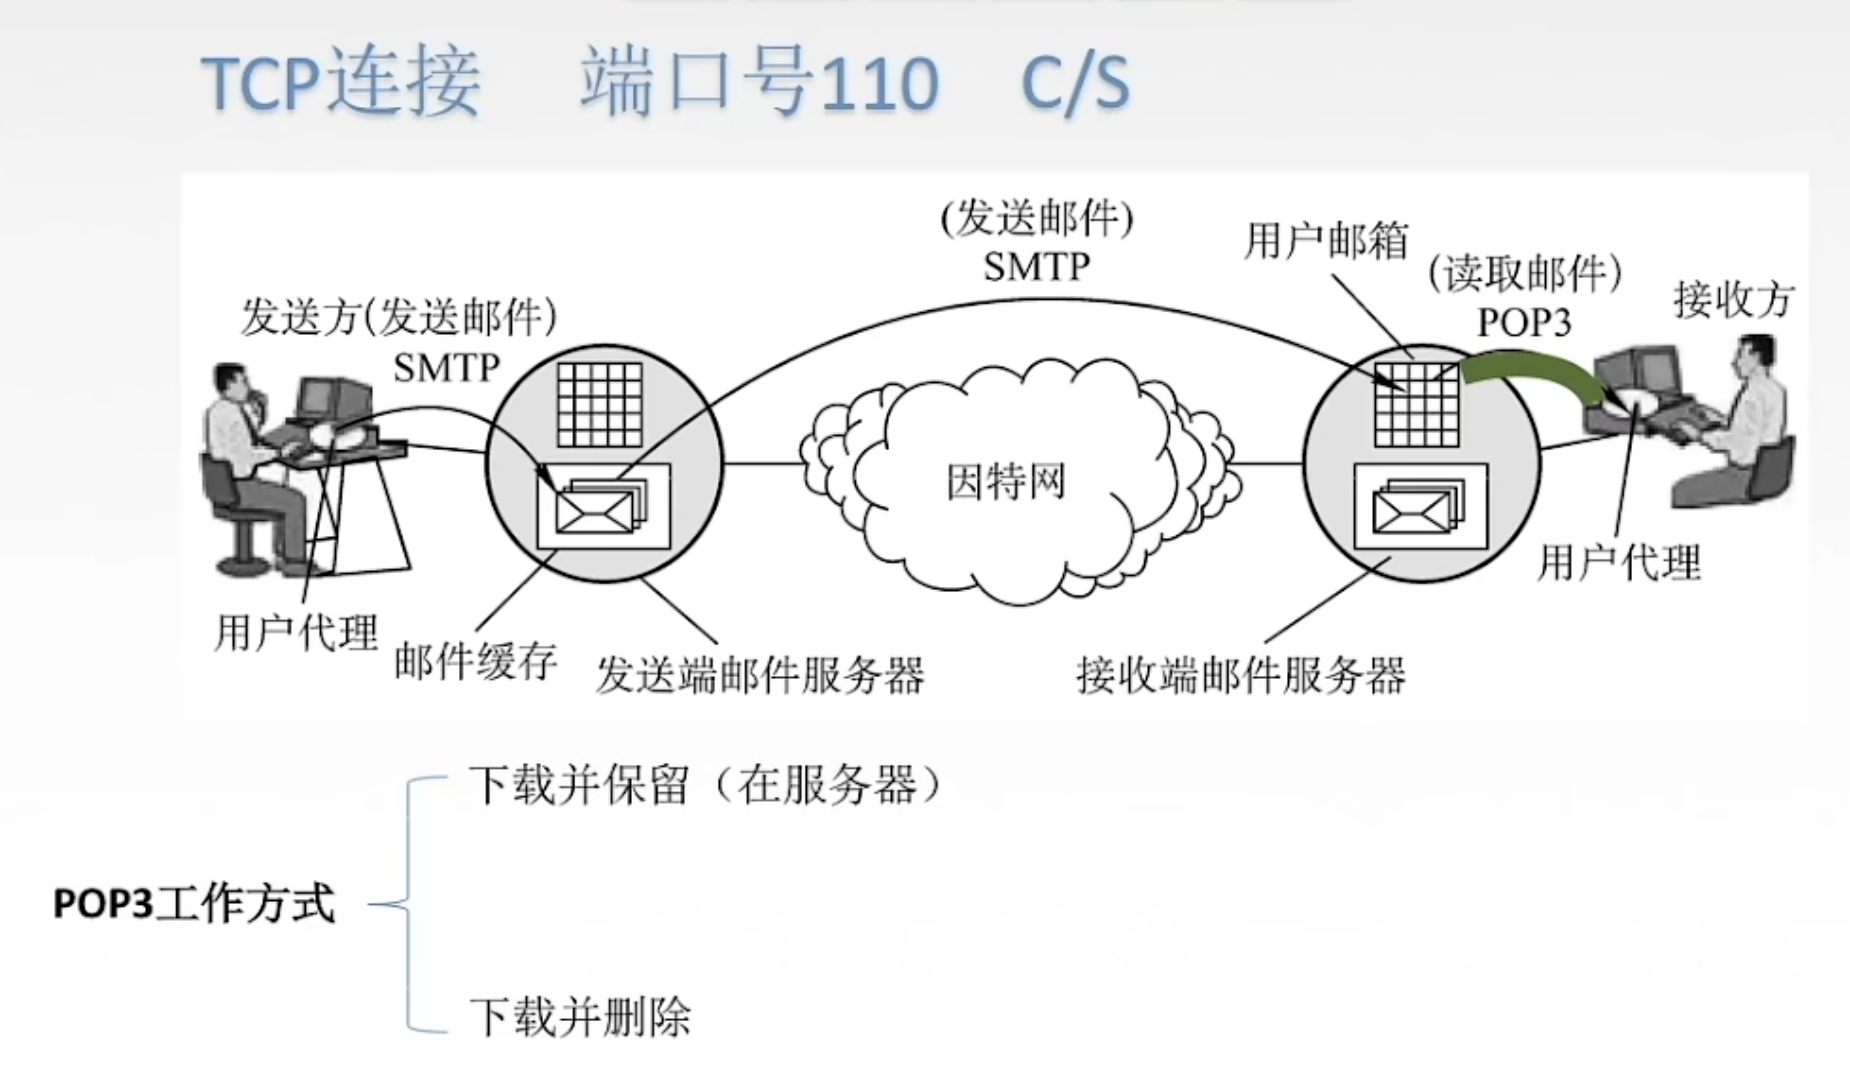 TCP连接 端口号110 C/S
(发送邮件)
SMTP
用户邮箱
(读取邮件)
POP3
接收方
发送方(发送邮件)
SMTP
因特网
用户代理
用户代理
邮件缓存
发送端邮件服务器
接收端邮件服务器
下载并保留（在服务器）
POP3工作方式
下载并删除